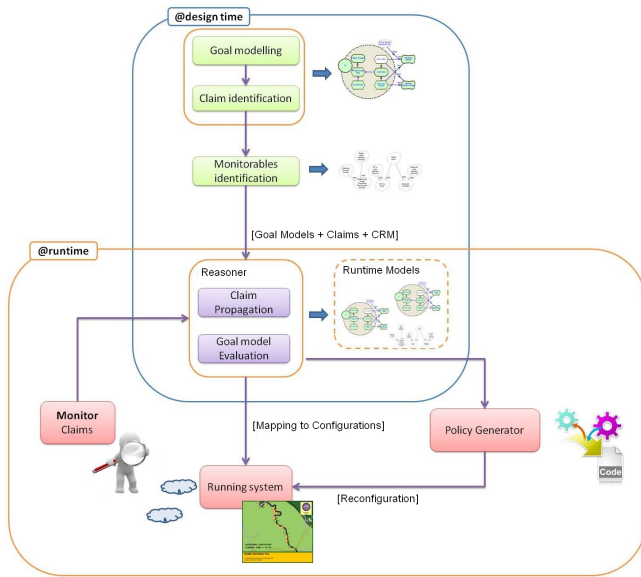 @design time
Goal modelling
Claim identification
Monitorables
identification
[Goal Models + Claims + CRM]
@runtime
Reasoner
Runtime Models
Claim
Propagation
Goal model
Evaluation
Monitor
Claims
[Mapping to Configurations]
Policy Generator
Code
Running system
[Reconfiguration]